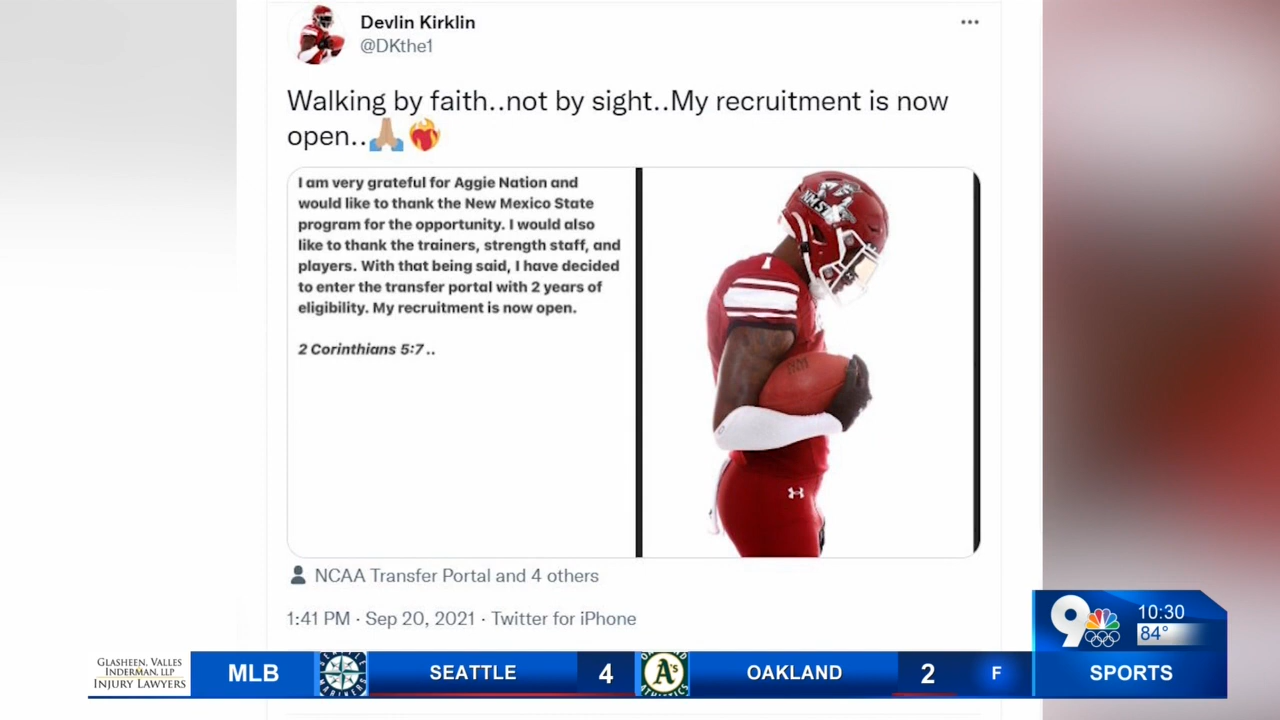 Devlin Kirklin
@DKthe1
...
Walking by faith..not by sight..My recruitment is now
open..🙏🏽❤️‍🔥
I am very grateful for Aggie Nation and
would like to thank the New Mexico State
program for the opportunity. I would also
like to thank the trainers, strength staff, and
players. With that being said, I have decided
to enter the transfer portal with 2 years of
eligibility. My recruitment is now open.
2 Corinthians 5:7 ..
1
NM STATE
NM
NCAA Transfer Portal and 4 others
1:41 PM · Sep 20, 2021 · Twitter for iPhone
9
10:30
84°
GLASHEEN, VALLES
INDERMAN, LLP
INJURY LAWYERS
MLB
SEATTLE
4
A's
OAKLAND
2
F
SPORTS